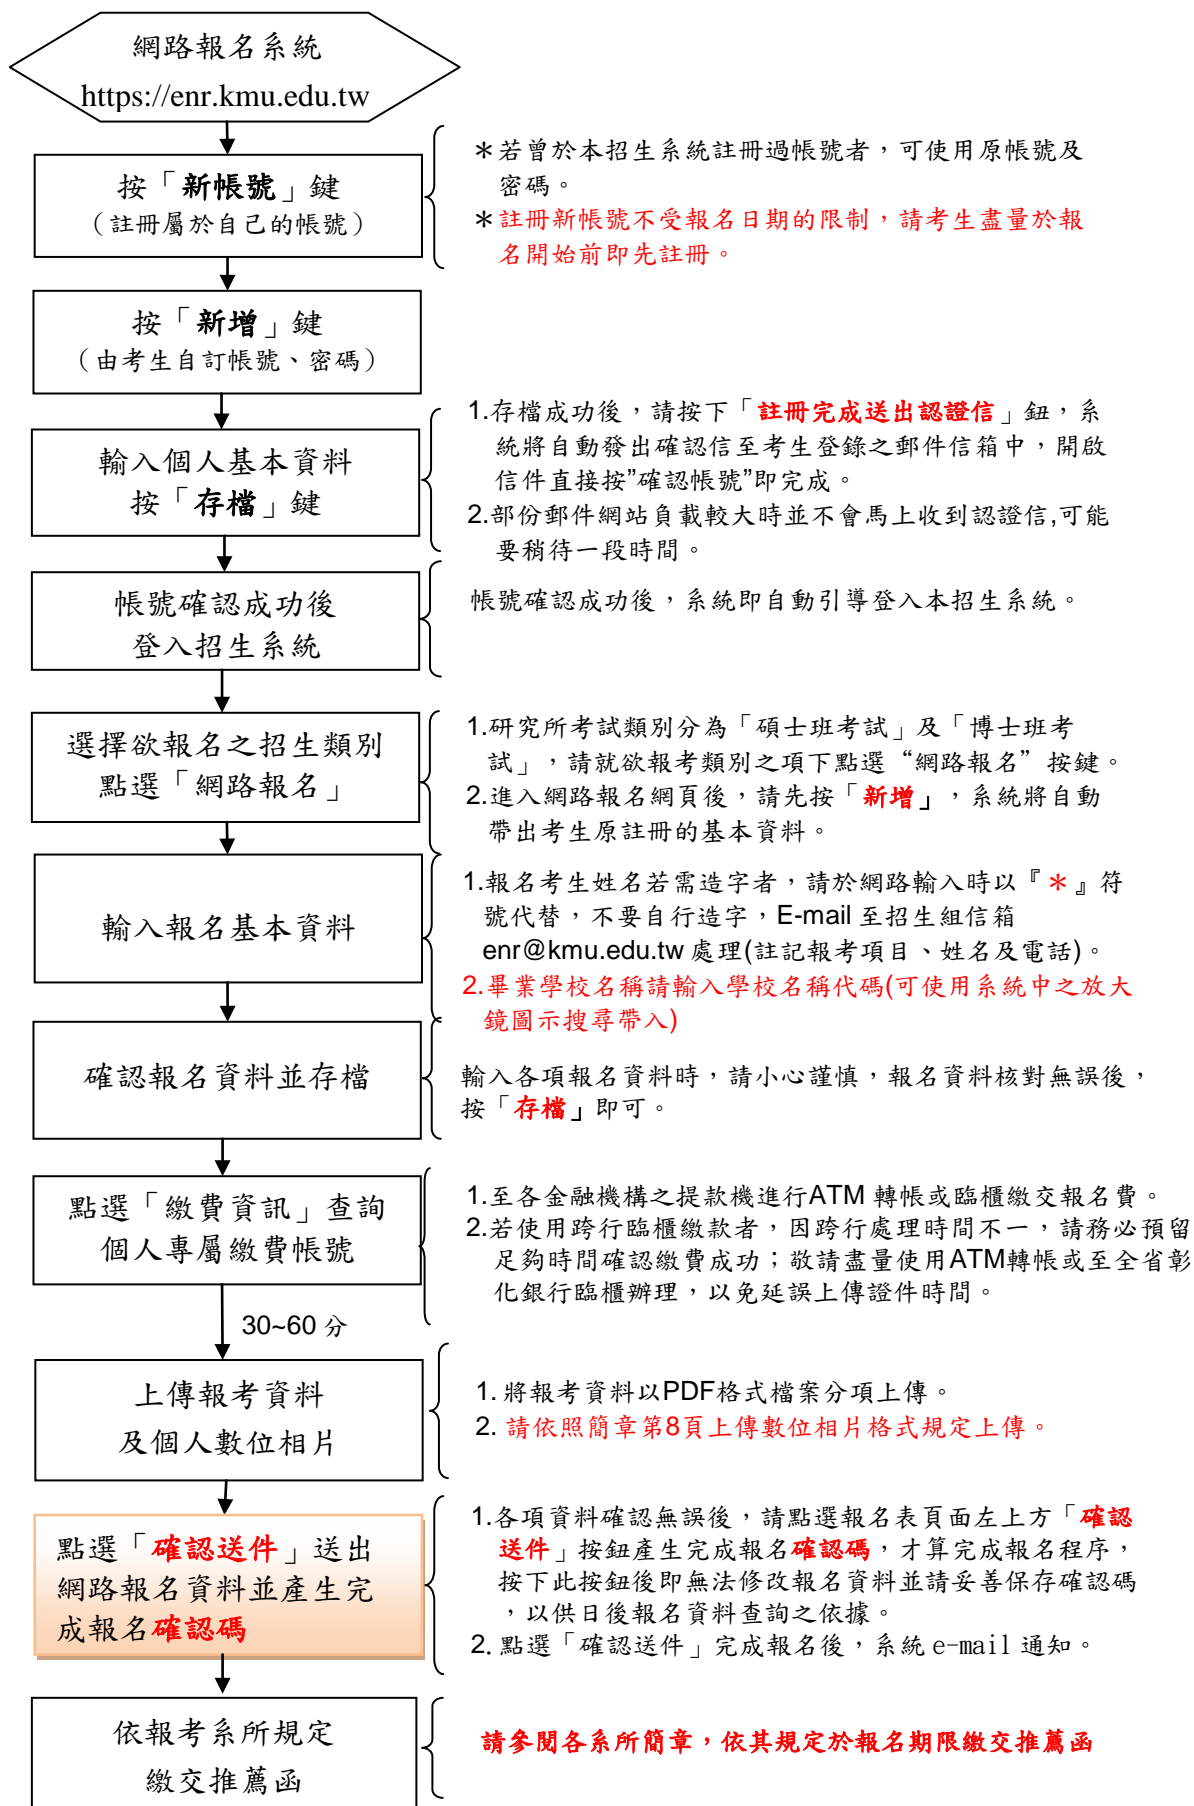 網路報名系統
https://enr.kmu.edu.tw
按「新帳號」鍵
（註冊屬於自己的帳號）
＊若曾於本招生系統註冊過帳號者，可使用原帳號及
密碼。
＊註冊新帳號不受報名日期的限制，請考生盡量於報
名開始前即先註冊。
按「新增」鍵
（由考生自訂帳號、密碼）
輸入個人基本資料
按「存檔」鍵
1.存檔成功後，請按下「註冊完成送出認證信」鈕，系
統將自動發出確認信至考生登錄之郵件信箱中，開啟
信件直接按”確認帳號”即完成。
2.部份郵件網站負載較大時並不會馬上收到認證信,可能
要稍待一段時間。
帳號確認成功後
登入招生系統
帳號確認成功後，系統即自動引導登入本招生系統。
選擇欲報名之招生類別
點選「網路報名」
1.研究所考試類別分為「碩士班考試」及「博士班考
試」，請就欲報考類別之項下點選“網路報名”按鍵。
2.進入網路報名網頁後，請先按「新增」，系統將自動
帶出考生原註冊的基本資料。
輸入報名基本資料
1.報名考生姓名若需造字者，請於網路輸入時以『＊』符
號代替，不要自行造字，E-mail 至招生組信箱
enr@kmu.edu.tw 處理(註記報考項目、姓名及電話)。
2.畢業學校名稱請輸入學校名稱代碼(可使用系統中之放大
鏡圖示搜尋帶入)
確認報名資料並存檔
輸入各項報名資料時，請小心謹慎，報名資料核對無誤後，
按「存檔」即可。
點選「繳費資訊」查詢
個人專屬繳費帳號
1.至各金融機構之提款機進行ATM 轉帳或臨櫃繳交報名費。
2.若使用跨行臨櫃繳款者，因跨行處理時間不一，請務必預留
足夠時間確認繳費成功；敬請盡量使用ATM轉帳或至全省彰
化銀行臨櫃辦理，以免延誤上傳證件時間。
30~60 分
上傳報考資料
及個人數位相片
1. 將報考資料以PDF格式檔案分項上傳。
2. 請依照簡章第8頁上傳數位相片格式規定上傳。
點選「確認送件」送出
網路報名資料並產生完
成報名確認碼
1.各項資料確認無誤後，請點選報名表頁面左上方「確認
送件」按鈕產生完成報名確認碼，才算完成報名程序，
按下此按鈕後即無法修改報名資料並請妥善保存確認碼
，以供日後報名資料查詢之依據。
2. 點選「確認送件」完成報名後，系統 e-mail 通知。
依報考系所規定
繳交推薦函
請參閱各系所簡章，依其規定於報名期限繳交推薦函